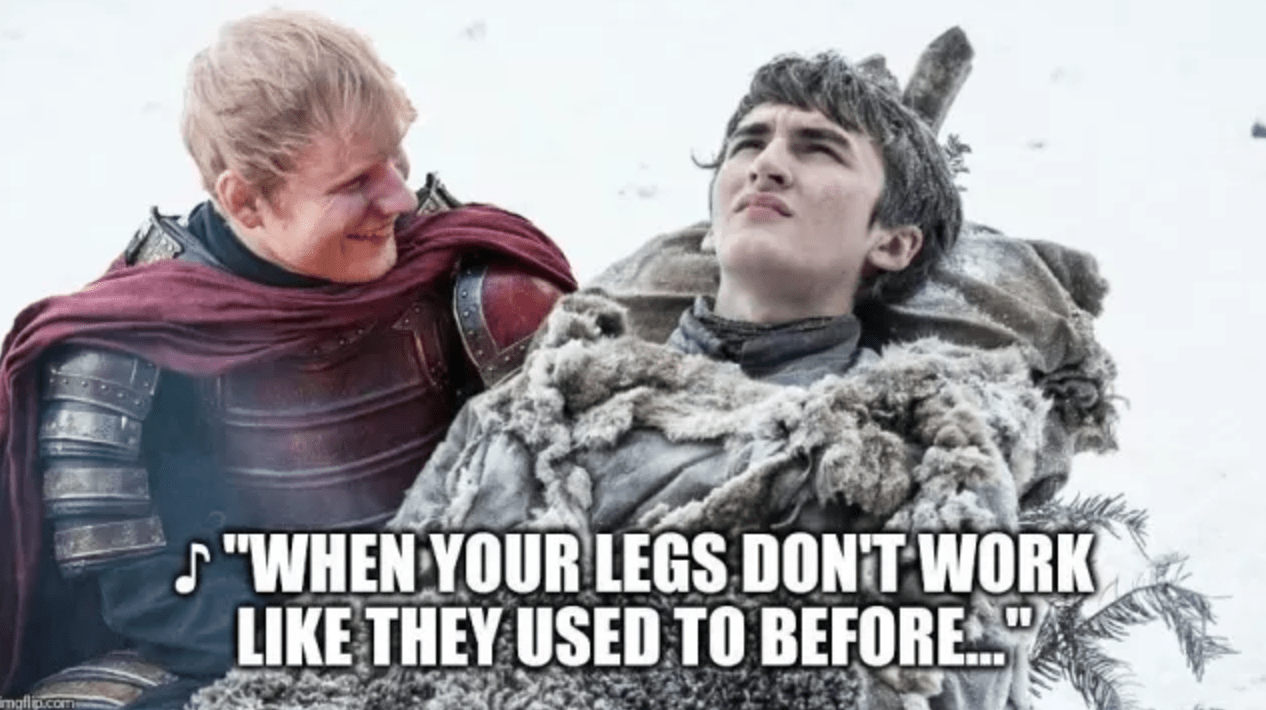 ♪ "WHEN YOUR LEGS DON'T WORK
LIKE THEY USED TO BEFORE..."
imgflip.com